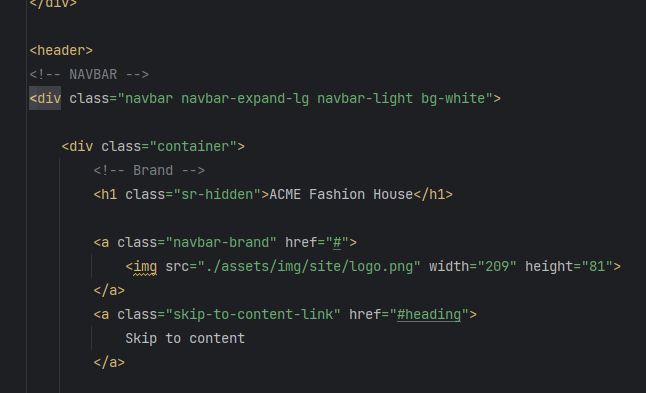 </div>
<header>
<!-- NAVBAR -->
<div class="navbar navbar-expand-lg navbar-light bg-white">
<div class="container">
<!-- Brand -->
<h1 class="sr-hidden">ACME Fashion House</h1>
<a class="navbar-brand" href="#">
<img src="./assets/img/site/logo.png" width="209" height="81">
</a>
<a class="skip-to-content-link" href="#heading">
Skip to content
</a>